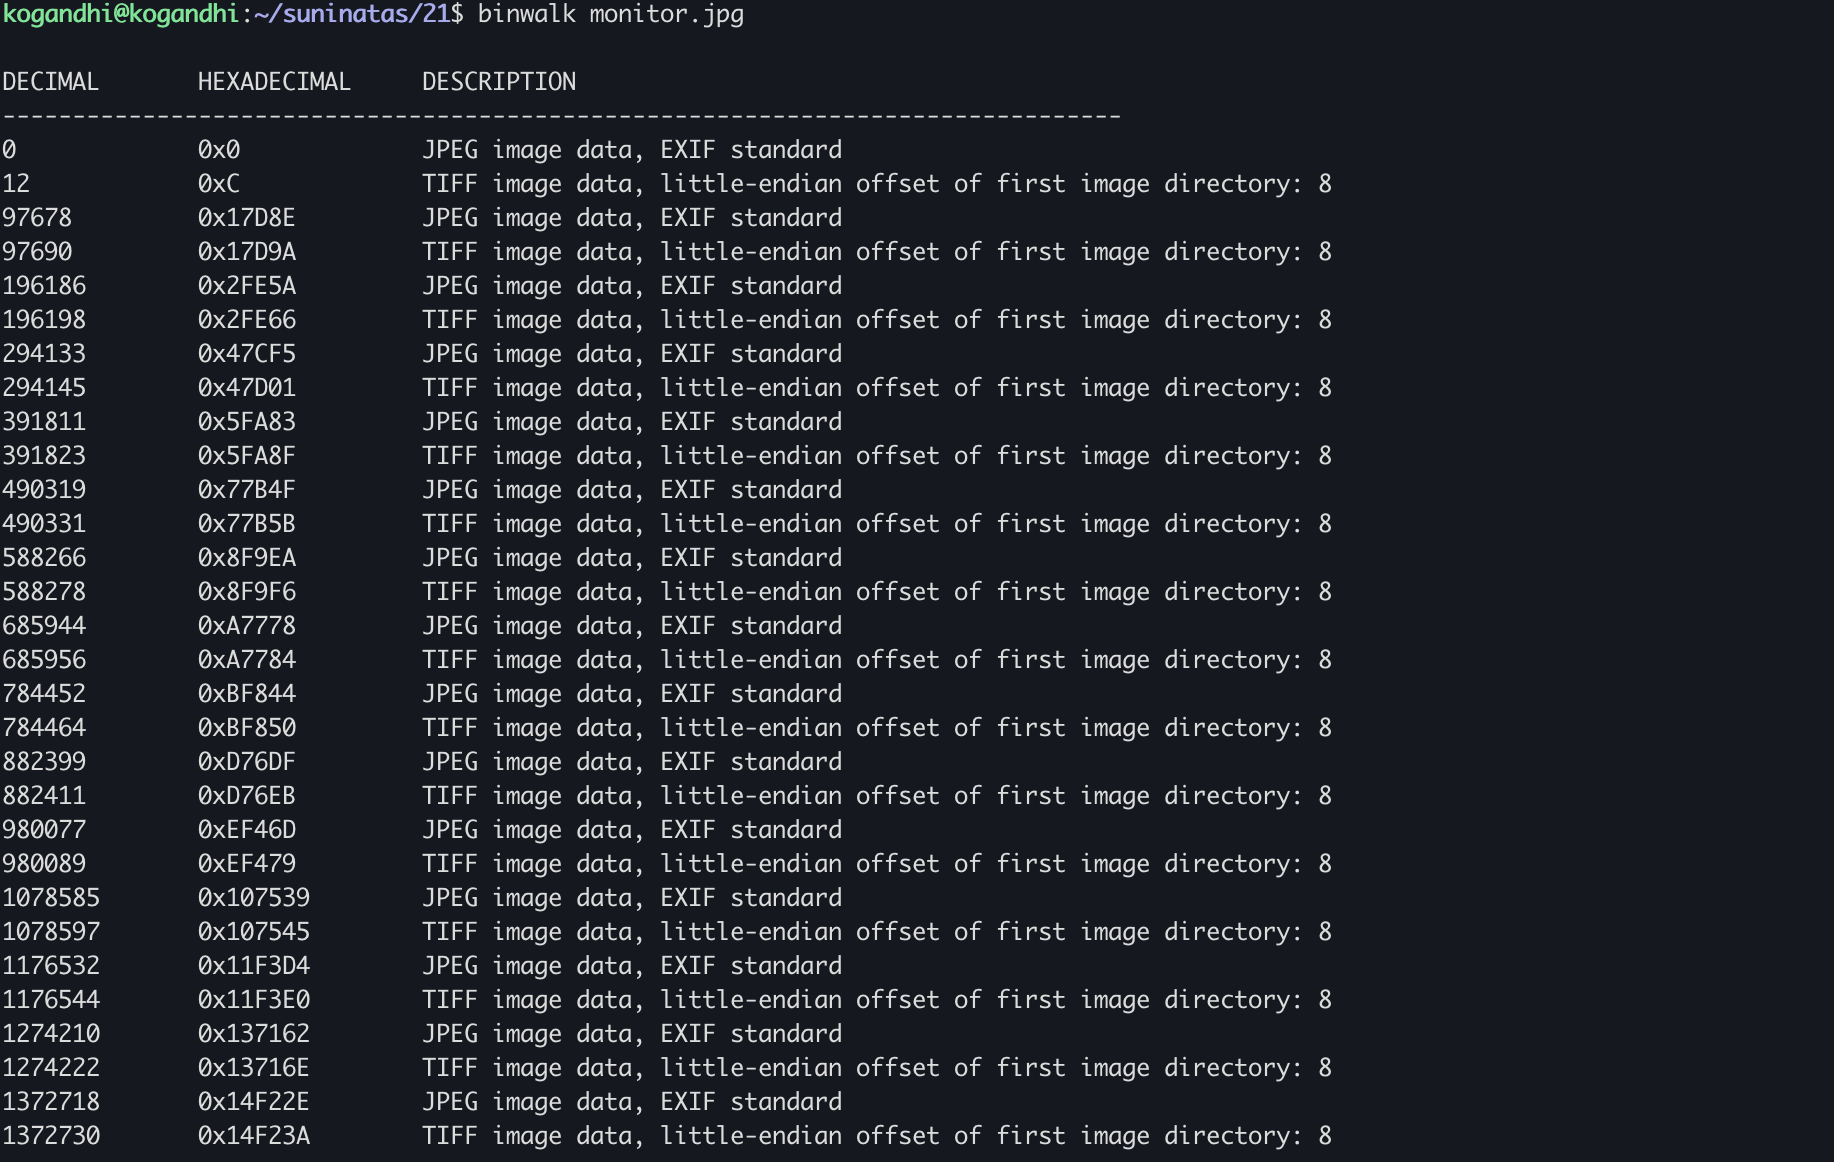 kogandhi@kogandhi:~/suninatas/21$ binwalk monitor.jpg
DECIMAL HEXADECIMAL DESCRIPTION
--------------------------------------------------------------------------------
0 0x0 JPEG image data, EXIF standard
12 0xC TIFF image data, little-endian offset of first image directory: 8
97678 0x17D8E JPEG image data, EXIF standard
97690 0x17D9A TIFF image data, little-endian offset of first image directory: 8
196186 0x2FE5A JPEG image data, EXIF standard
196198 0x2FE66 TIFF image data, little-endian offset of first image directory: 8
294133 0x47CF5 JPEG image data, EXIF standard
294145 0x47D01 TIFF image data, little-endian offset of first image directory: 8
391811 0x5FA83 JPEG image data, EXIF standard
391823 0x5FA8F TIFF image data, little-endian offset of first image directory: 8
490319 0x77B4F JPEG image data, EXIF standard
490331 0x77B5B TIFF image data, little-endian offset of first image directory: 8
588266 0x8F9EA JPEG image data, EXIF standard
588278 0x8F9F6 TIFF image data, little-endian offset of first image directory: 8
685944 0xA7778 JPEG image data, EXIF standard
685956 0xA7784 TIFF image data, little-endian offset of first image directory: 8
784452 0xBF844 JPEG image data, EXIF standard
784464 0xBF850 TIFF image data, little-endian offset of first image directory: 8
882399 0xD76DF JPEG image data, EXIF standard
882411 0xD76EB TIFF image data, little-endian offset of first image directory: 8
980077 0xEF46D JPEG image data, EXIF standard
980089 0xEF479 TIFF image data, little-endian offset of first image directory: 8
1078585 0x107539 JPEG image data, EXIF standard
1078597 0x107545 TIFF image data, little-endian offset of first image directory: 8
1176532 0x11F3D4 JPEG image data, EXIF standard
1176544 0x11F3E0 TIFF image data, little-endian offset of first image directory: 8
1274210 0x137162 JPEG image data, EXIF standard
1274222 0x13716E TIFF image data, little-endian offset of first image directory: 8
1372718 0x14F22E JPEG image data, EXIF standard
1372730 0x14F23A TIFF image data, little-endian offset of first image directory: 8